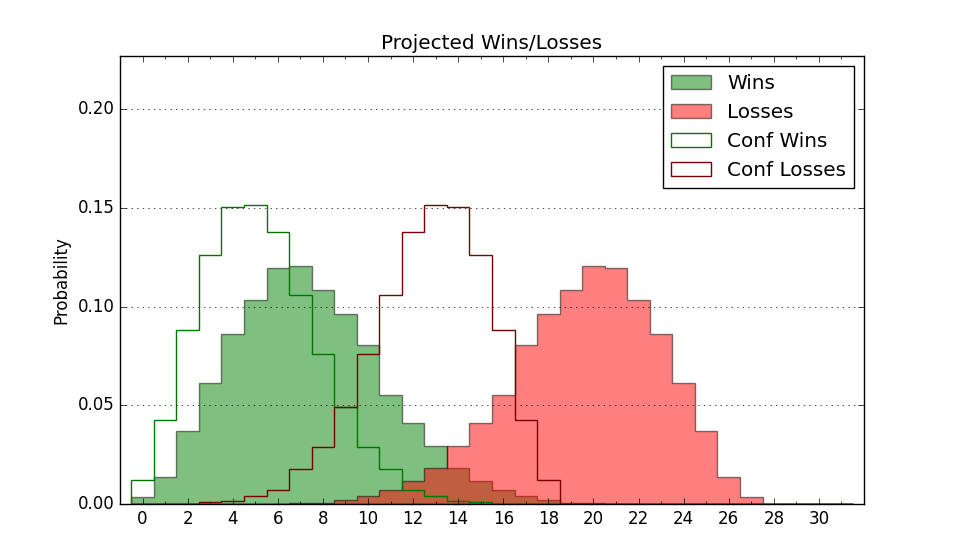 Projected Wins/Losses
Wins
Losses
Conf Wins
Conf Losses
Probability
0.20
0.15
0.10
0.05
0.00
0 2 4 6 8 10 12 14 16 18 20 22 24 26 28 30